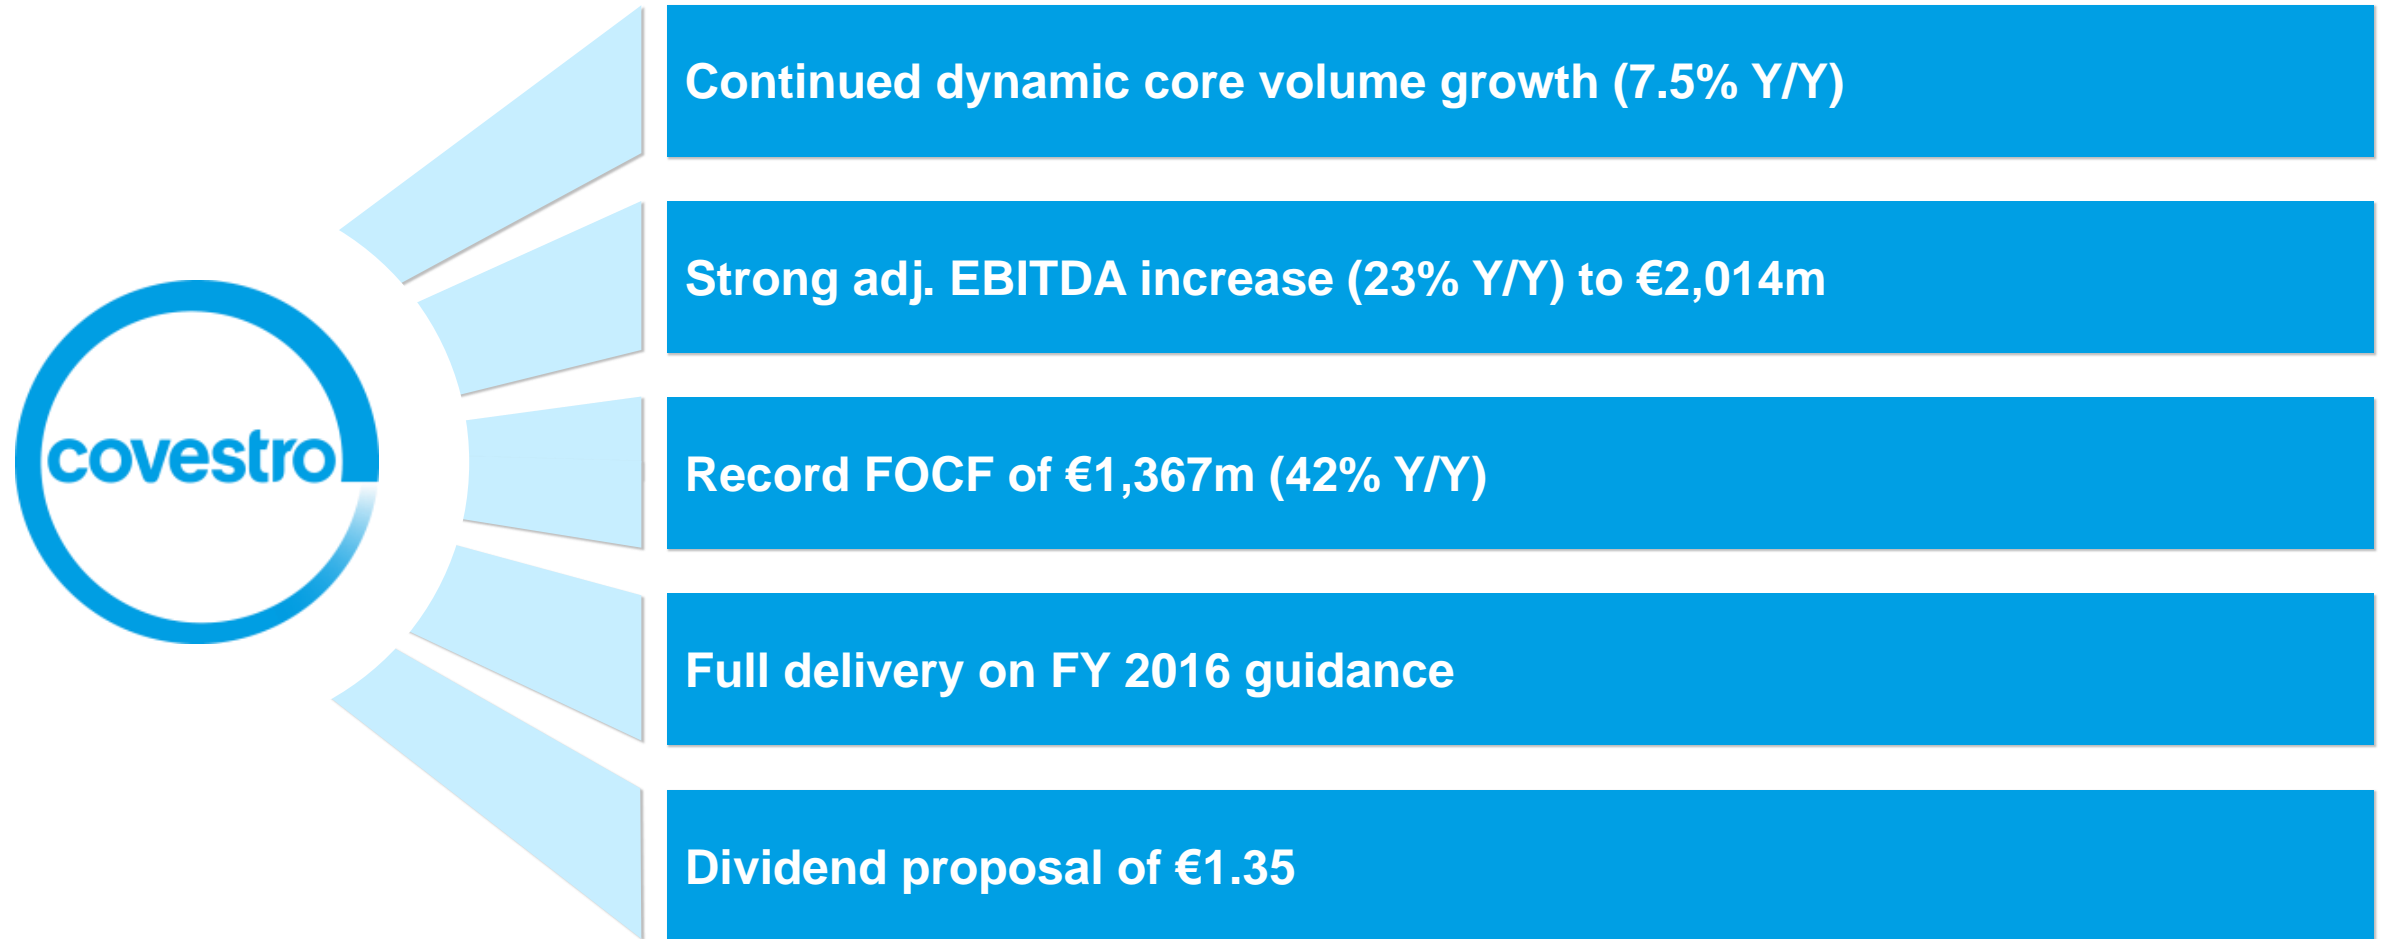 covestro
Continued dynamic core volume growth (7.5% Y/Y)
Strong adj. EBITDA increase (23% Y/Y) to €2,014m
Record FOCF of €1,367m (42% Y/Y)
Full delivery on FY 2016 guidance
Dividend proposal of €1.35